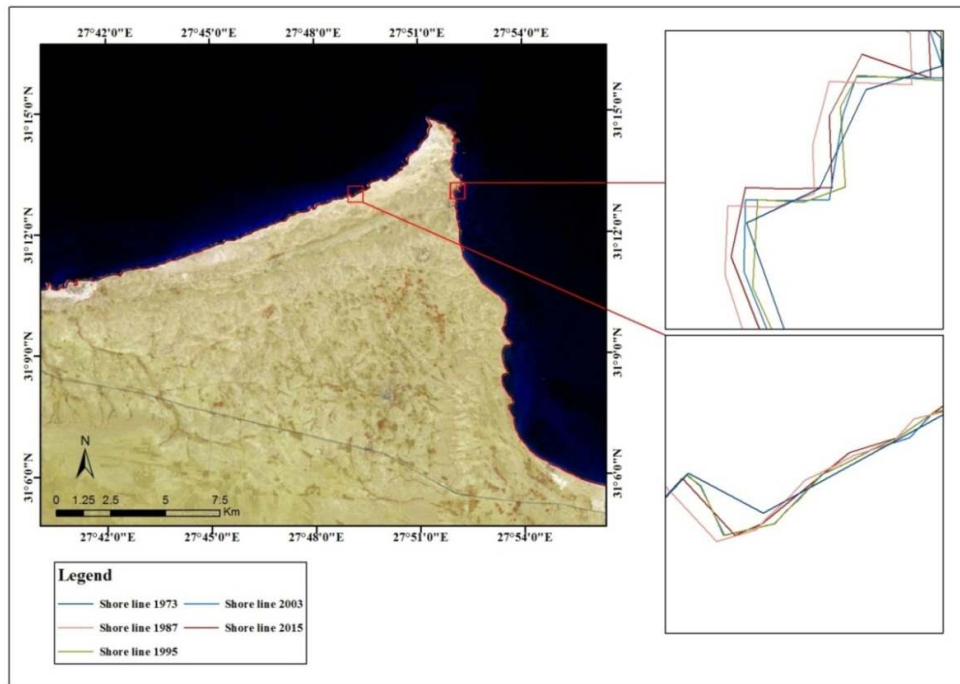 27°42'0"E 27°45'0"E 27°48'0"E 27°51'0"E 27°54'0"E
31°15'0"N 31°15'0"N
31°12'0"N 31°12'0"N
31°9'0"N 31°9'0"N
31°6'0"N 31°6'0"N
N
0 1.25 2.5 5 7.5
Km
27°42'0"E 27°45'0"E 27°48'0"E 27°51'0"E 27°54'0"E
Legend
Shore line 1973 Shore line 2003
Shore line 1987 Shore line 2015
Shore line 1995